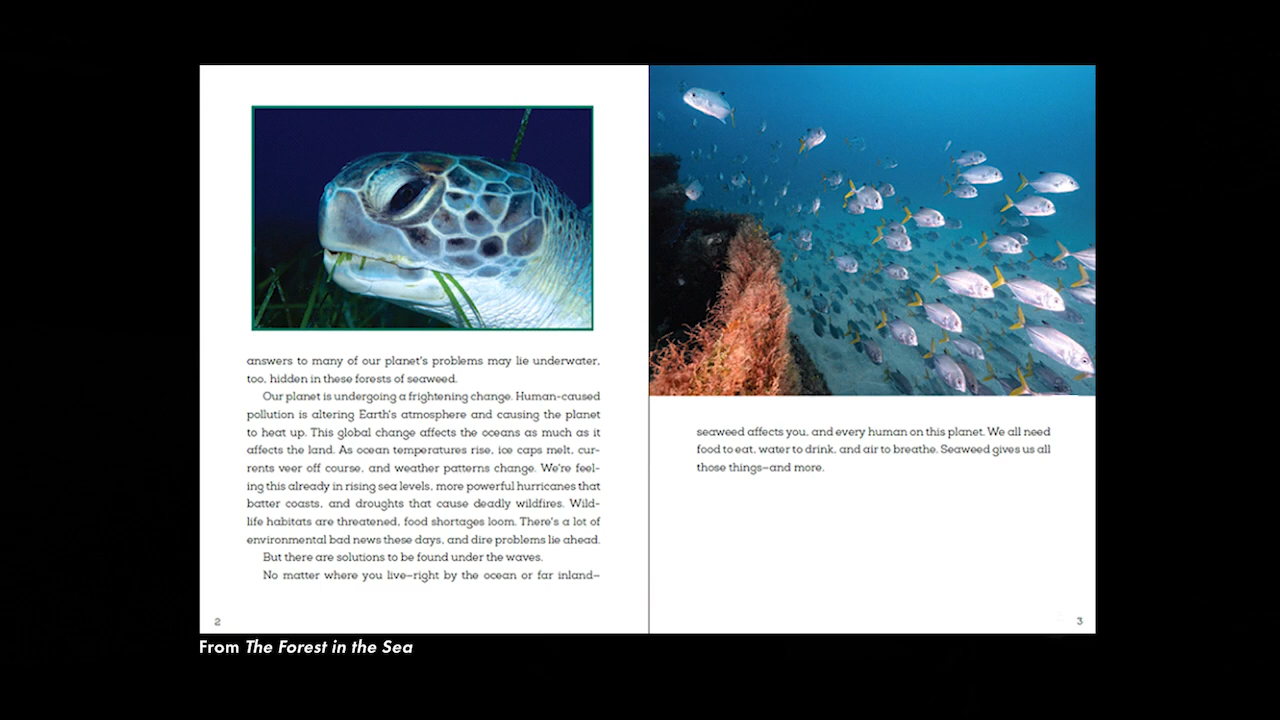 answers to many of our planet's problems may lie underwater,
too, hidden in these forests of seaweed.
Our planet is undergoing a frightening change. Human-caused
pollution is altering Earth's atmosphere and causing the planet
to heat up. This global change affects the oceans as much as it
affects the land. As ocean temperatures rise, ice caps melt, cur-
rents veer off course, and weather patterns change. We're feel-
ing this already in rising sea levels, more powerful hurricanes that
batter coasts, and droughts that cause deadly wildfires. Wild-
life habitats are threatened, food shortages loom. There's a lot of
environmental bad news these days, and dire problems lie ahead.
But there are solutions to be found under the waves.
No matter where you live—right by the ocean or far inland—
2
seaweed affects you, and every human on this planet. We all need
food to eat, water to drink, and air to breathe. Seaweed gives us all
those things—and more.
3
From The Forest in the Sea